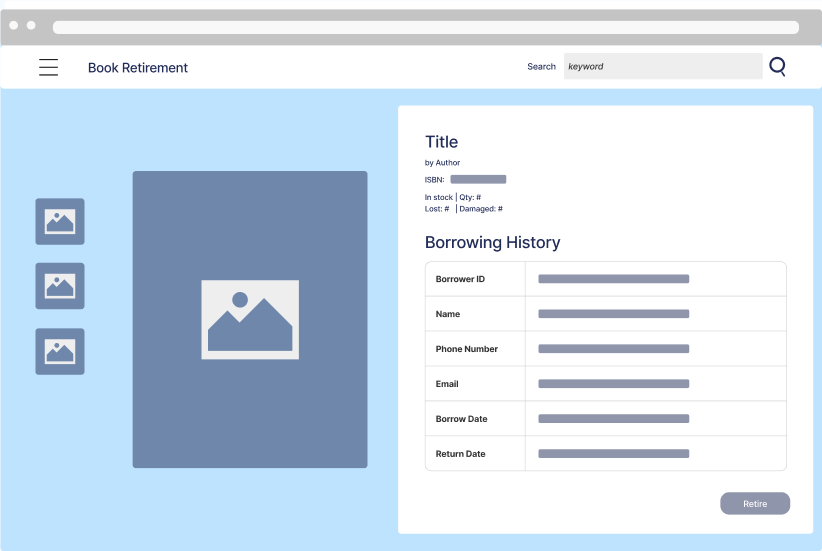 Book Retirement
Search keyword
Title
by Author
ISBN:
In stock | Qty: #
Lost: # | Damaged: #
Borrowing History
Borrower ID
Name
Phone Number
Email
Borrow Date
Return Date
Retire